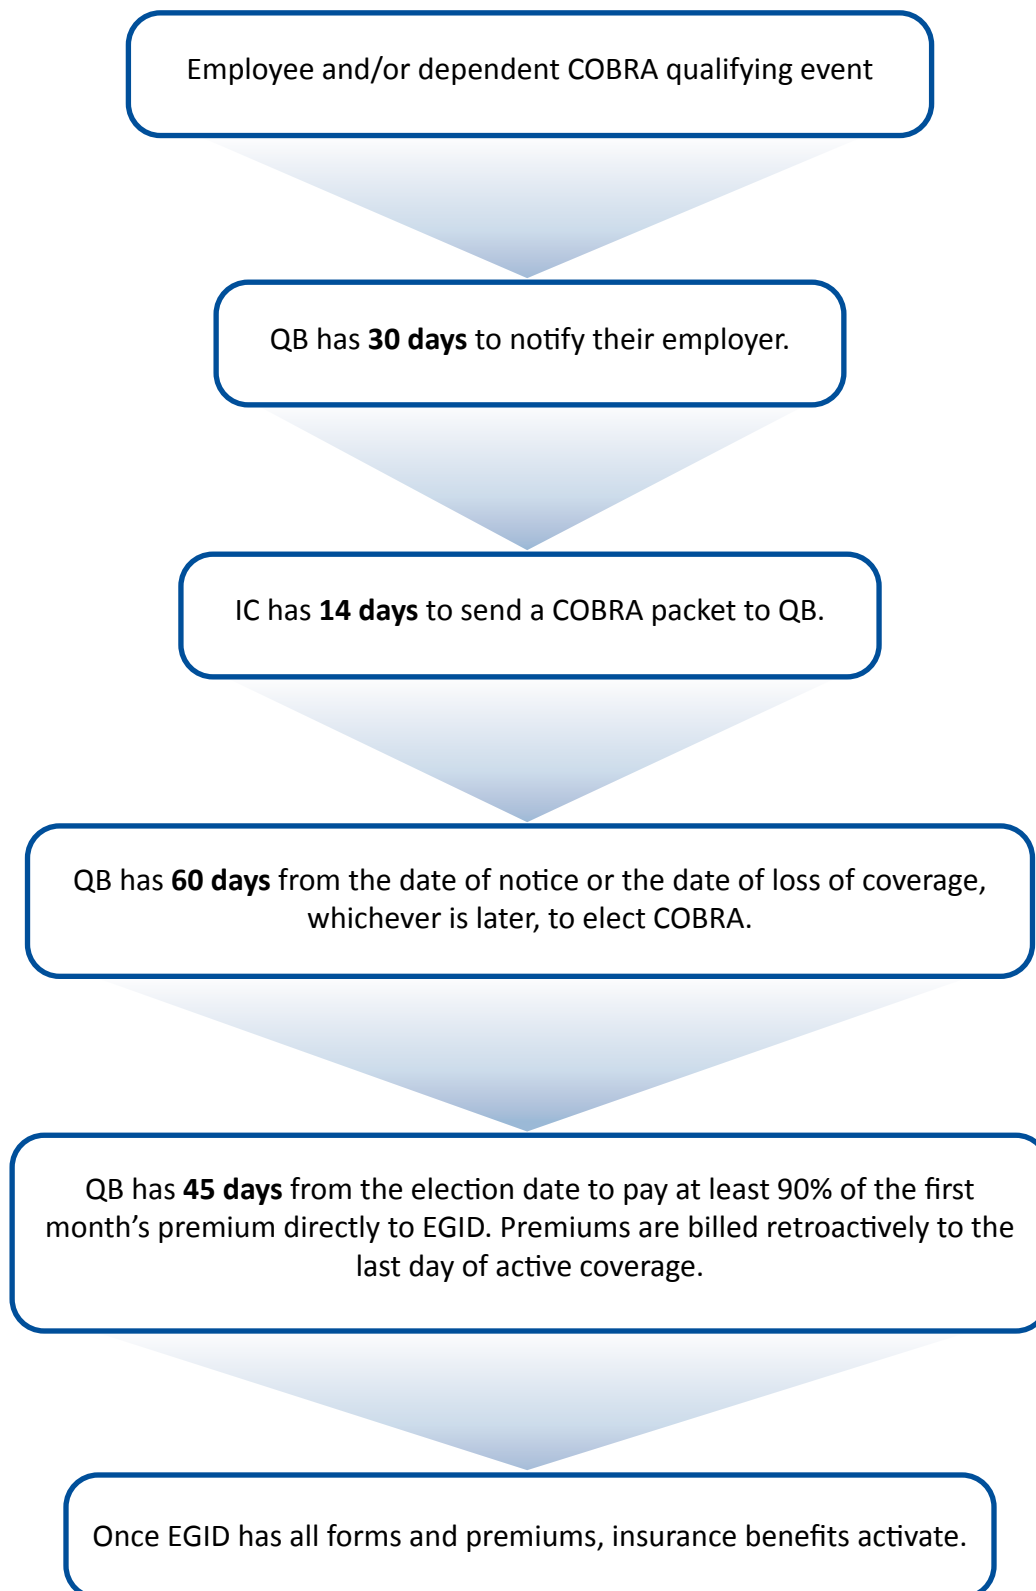 Employee and/or dependent COBRA qualifying event
QB has 30 days to notify their employer.
IC has 14 days to send a COBRA packet to QB.
QB has 60 days from the date of notice or the date of loss of coverage,
whichever is later, to elect COBRA.
QB has 45 days from the election date to pay at least 90% of the first
month’s premium directly to EGID. Premiums are billed retroactively to the
last day of active coverage.
Once EGID has all forms and premiums, insurance benefits activate.